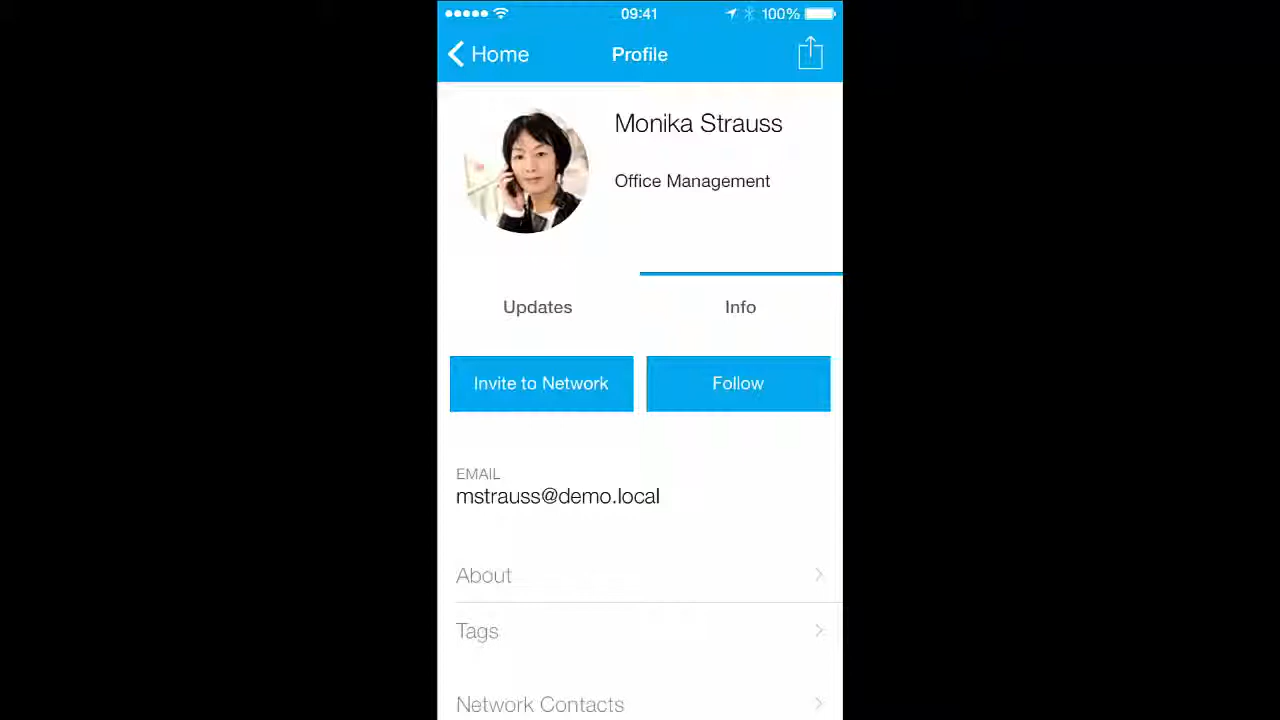 09:41 100%
Home Profile
Monika Strauss
Office Management
Updates Info
Invite to Network Follow
EMAIL
mstrauss@demo.local
About
Tags
Network Contacts